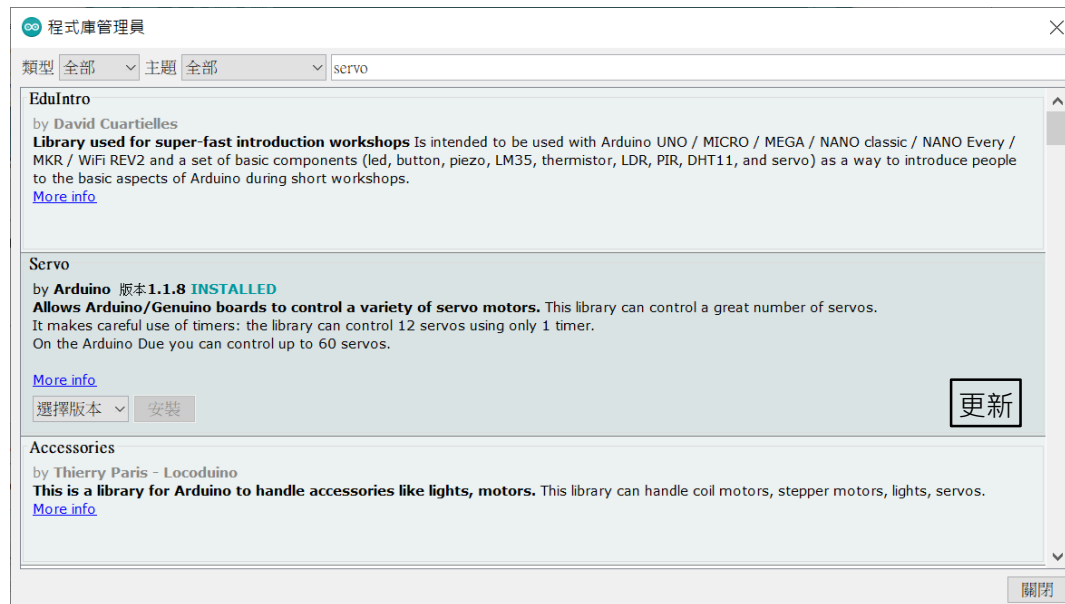 程式庫管理員
類型 全部 主題 全部 servo
EduIntro
by David Cuartielles
Library used for super-fast introduction workshops Is intended to be used with Arduino UNO / MICRO / MEGA / NANO classic / NANO Every /
MKR / WiFi REV2 and a set of basic components (led, button, piezo, LM35, thermistor, LDR, PIR, DHT11, and servo) as a way to introduce people
to the basic aspects of Arduino during short workshops.
More info
Servo
by Arduino 版本1.1.8 INSTALLED
Allows Arduino/Genuino boards to control a variety of servo motors. This library can control a great number of servos.
It makes careful use of timers: the library can control 12 servos using only 1 timer.
On the Arduino Due you can control up to 60 servos.
More info
選擇版本 安裝 更新
Accessories
by Thierry Paris - Locoduino
This is a library for Arduino to handle accessories like lights, motors. This library can handle coil motors, stepper motors, lights, servos.
More info
關閉